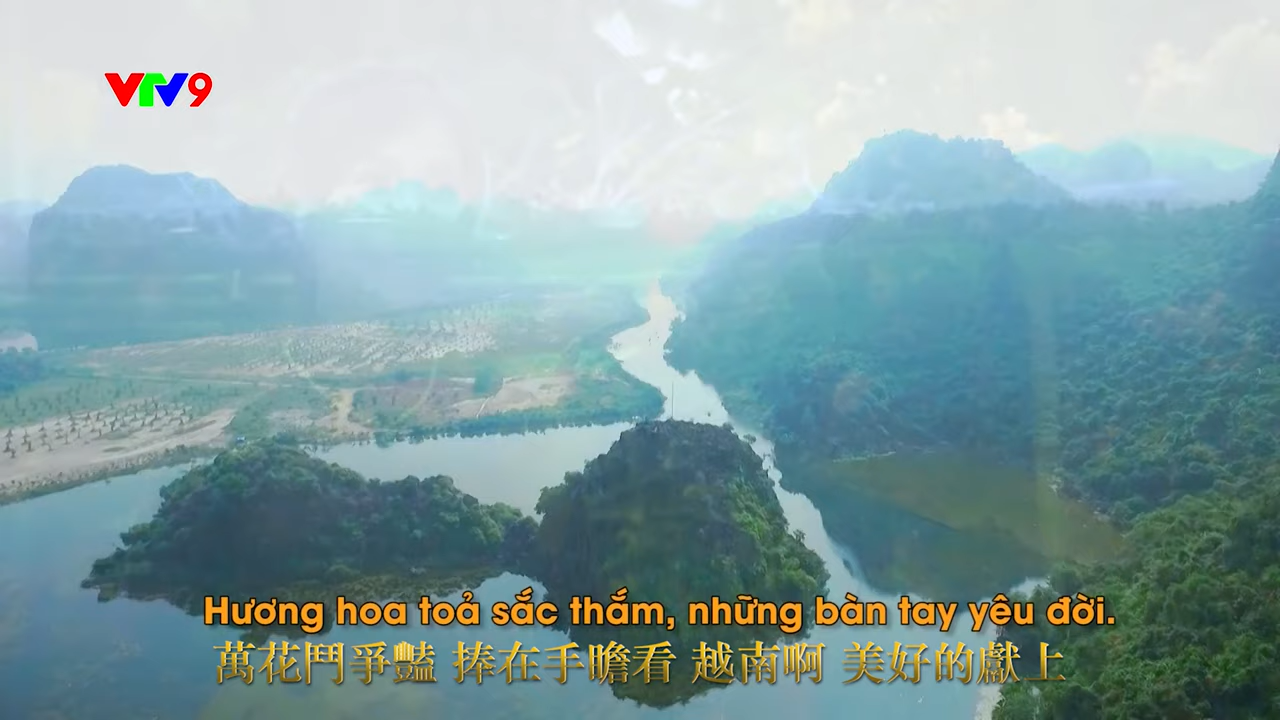 VTV9
Hương hoa toả sắc thắm, những bàn tay yêu đời.
萬花鬥爭豔 捧在手瞻看 越南啊 美好的獻上